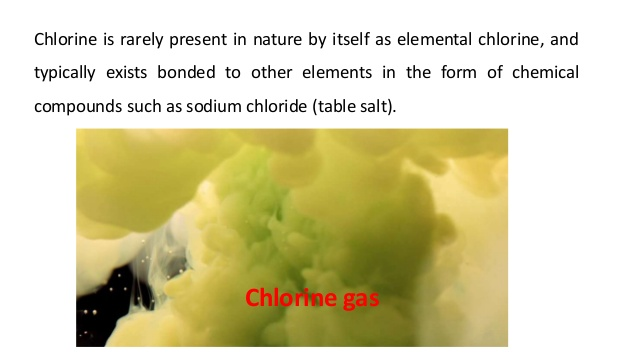 Chlorine is rarely present in nature by itself as elemental chlorine, and
typically exists bonded to other elements in the form of chemical
compounds such as sodium chloride (table salt).
Chlorine gas